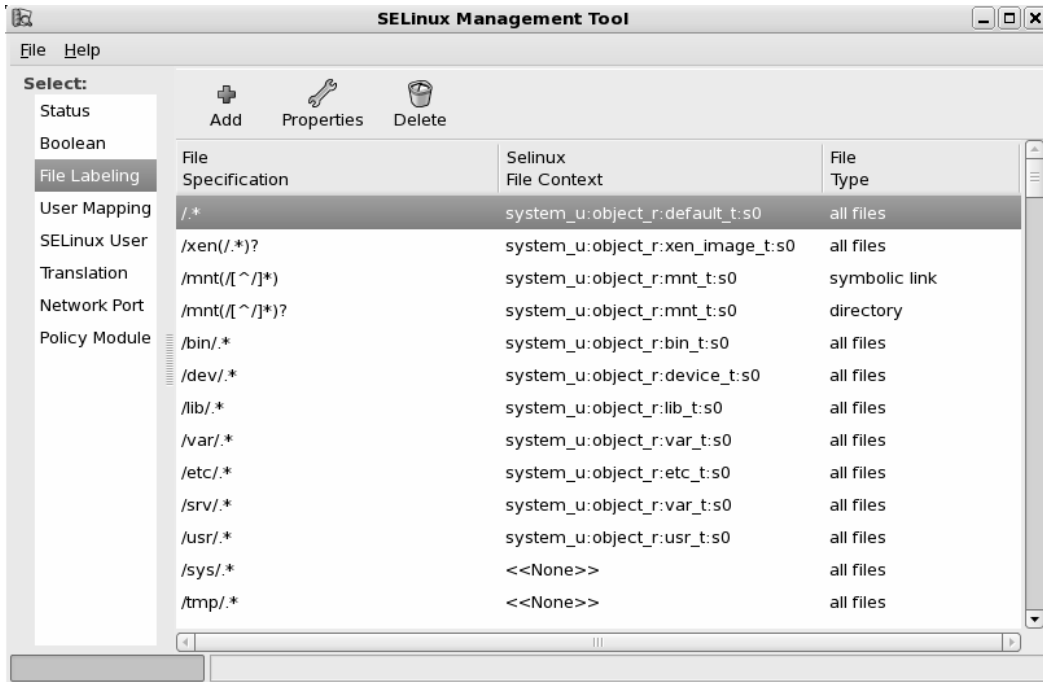 SELinux Management Tool
File Help
Select:
Status
Boolean
File Labeling
User Mapping
SELinux User
Translation
Network Port
Policy Module
Add Properties Delete
File Specification Selinux File Context File Type
/.* system_u:object_r:default_t:s0 all files
/xen(/.*)? system_u:object_r:xen_image_t:s0 all files
/mnt(/[^/]*) system_u:object_r:mnt_t:s0 symbolic link
/mnt(/[^/]*)? system_u:object_r:mnt_t:s0 directory
/bin/.* system_u:object_r:bin_t:s0 all files
/dev/.* system_u:object_r:device_t:s0 all files
/lib/.* system_u:object_r:lib_t:s0 all files
/var/.* system_u:object_r:var_t:s0 all files
/etc/.* system_u:object_r:etc_t:s0 all files
/srv/.* system_u:object_r:var_t:s0 all files
/usr/.* system_u:object_r:usr_t:s0 all files
/sys/.* <<None>> all files
/tmp/.* <<None>> all files